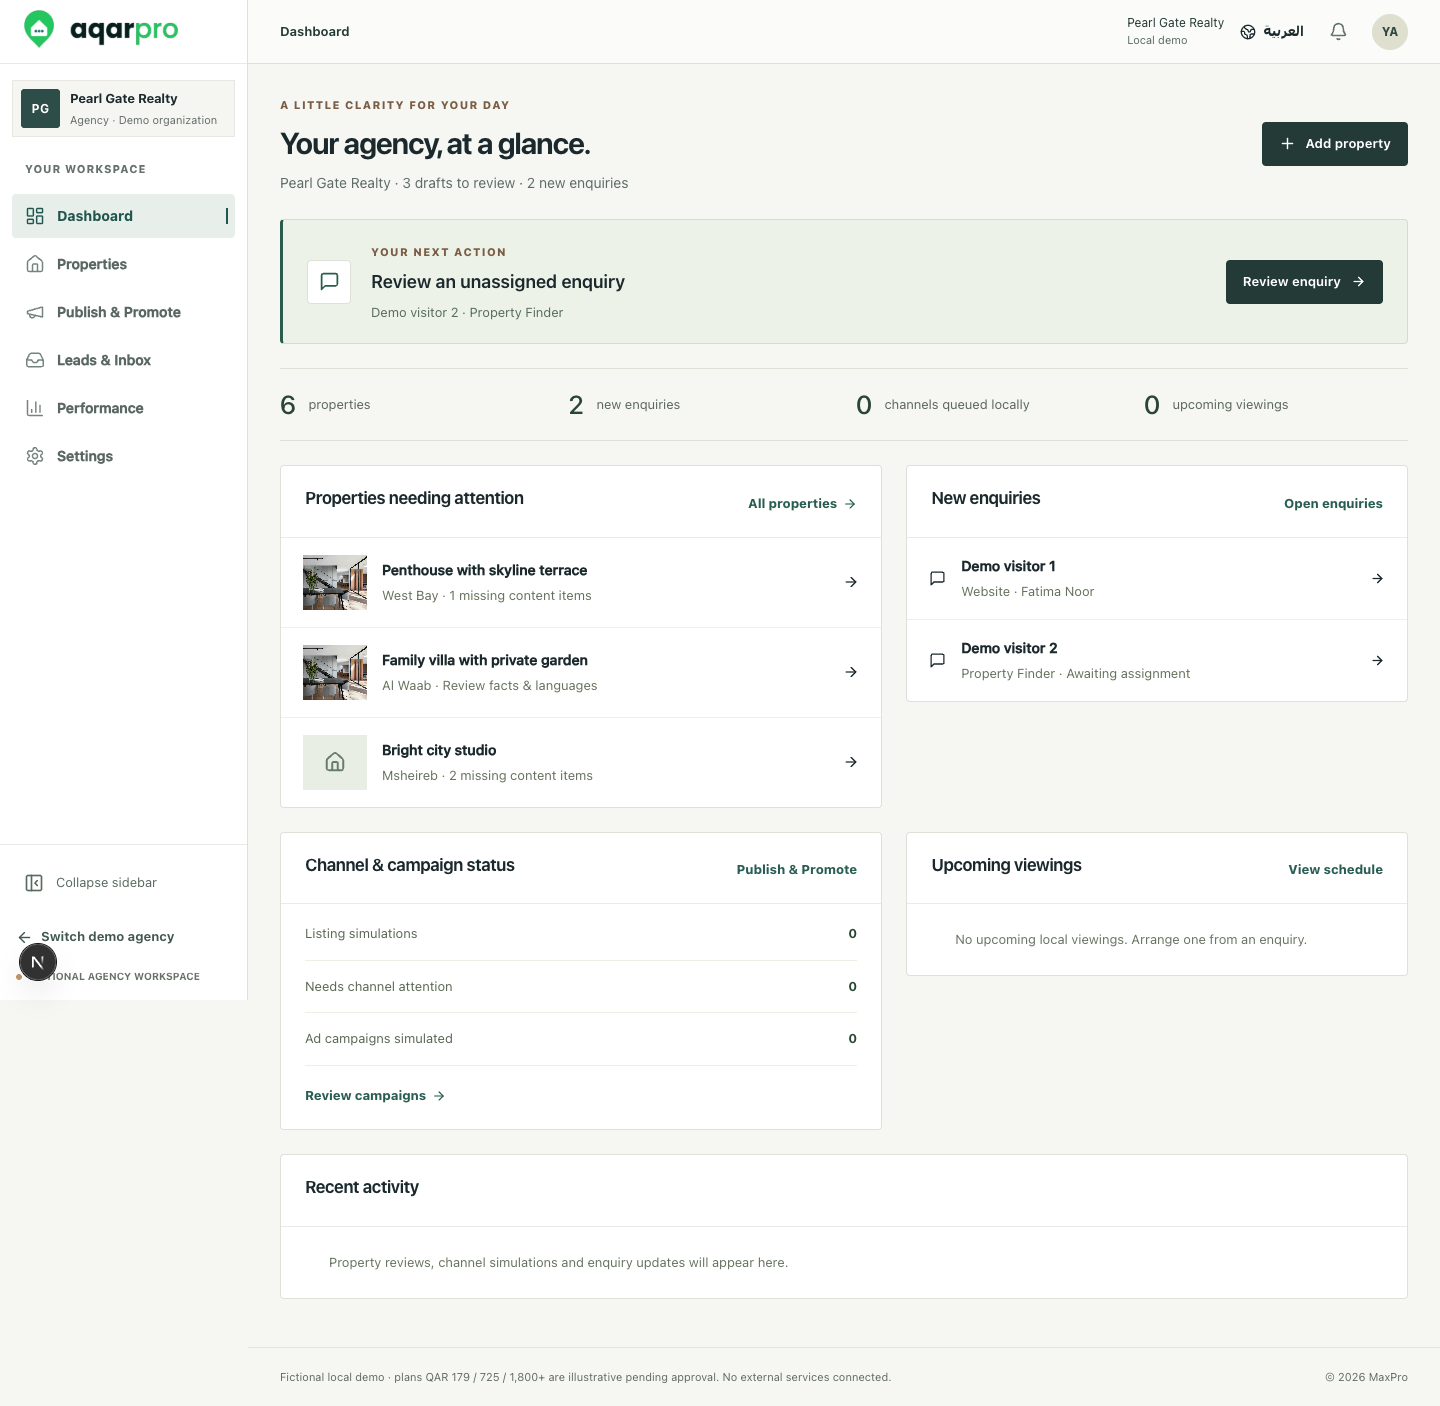 aqarpro
Dashboard
Pearl Gate Realty
Local demo
العربية
YA
PG
Pearl Gate Realty
Agency · Demo organization
YOUR WORKSPACE
Dashboard
Properties
Publish & Promote
Leads & Inbox
Performance
Settings
Collapse sidebar
Switch demo agency
N
AGENCY WORKSPACE
A LITTLE CLARITY FOR YOUR DAY
Your agency, at a glance.
Pearl Gate Realty · 3 drafts to review · 2 new enquiries
Add property
YOUR NEXT ACTION
Review an unassigned enquiry
Demo visitor 2 · Property Finder
Review enquiry
6 properties
2 new enquiries
0 channels queued locally
0 upcoming viewings
Properties needing attention
All properties
Penthouse with skyline terrace
West Bay · 1 missing content items
Family villa with private garden
Al Waab · Review facts & languages
Bright city studio
Msheireb · 2 missing content items
New enquiries
Open enquiries
Demo visitor 1
Website · Fatima Noor
Demo visitor 2
Property Finder · Awaiting assignment
Channel & campaign status
Publish & Promote
Listing simulations 0
Needs channel attention 0
Ad campaigns simulated 0
Review campaigns
Upcoming viewings
View schedule
No upcoming local viewings. Arrange one from an enquiry.
Recent activity
Property reviews, channel simulations and enquiry updates will appear here.
Fictional local demo · plans QAR 179 / 725 / 1,800+ are illustrative pending approval. No external services connected.
© 2026 MaxPro